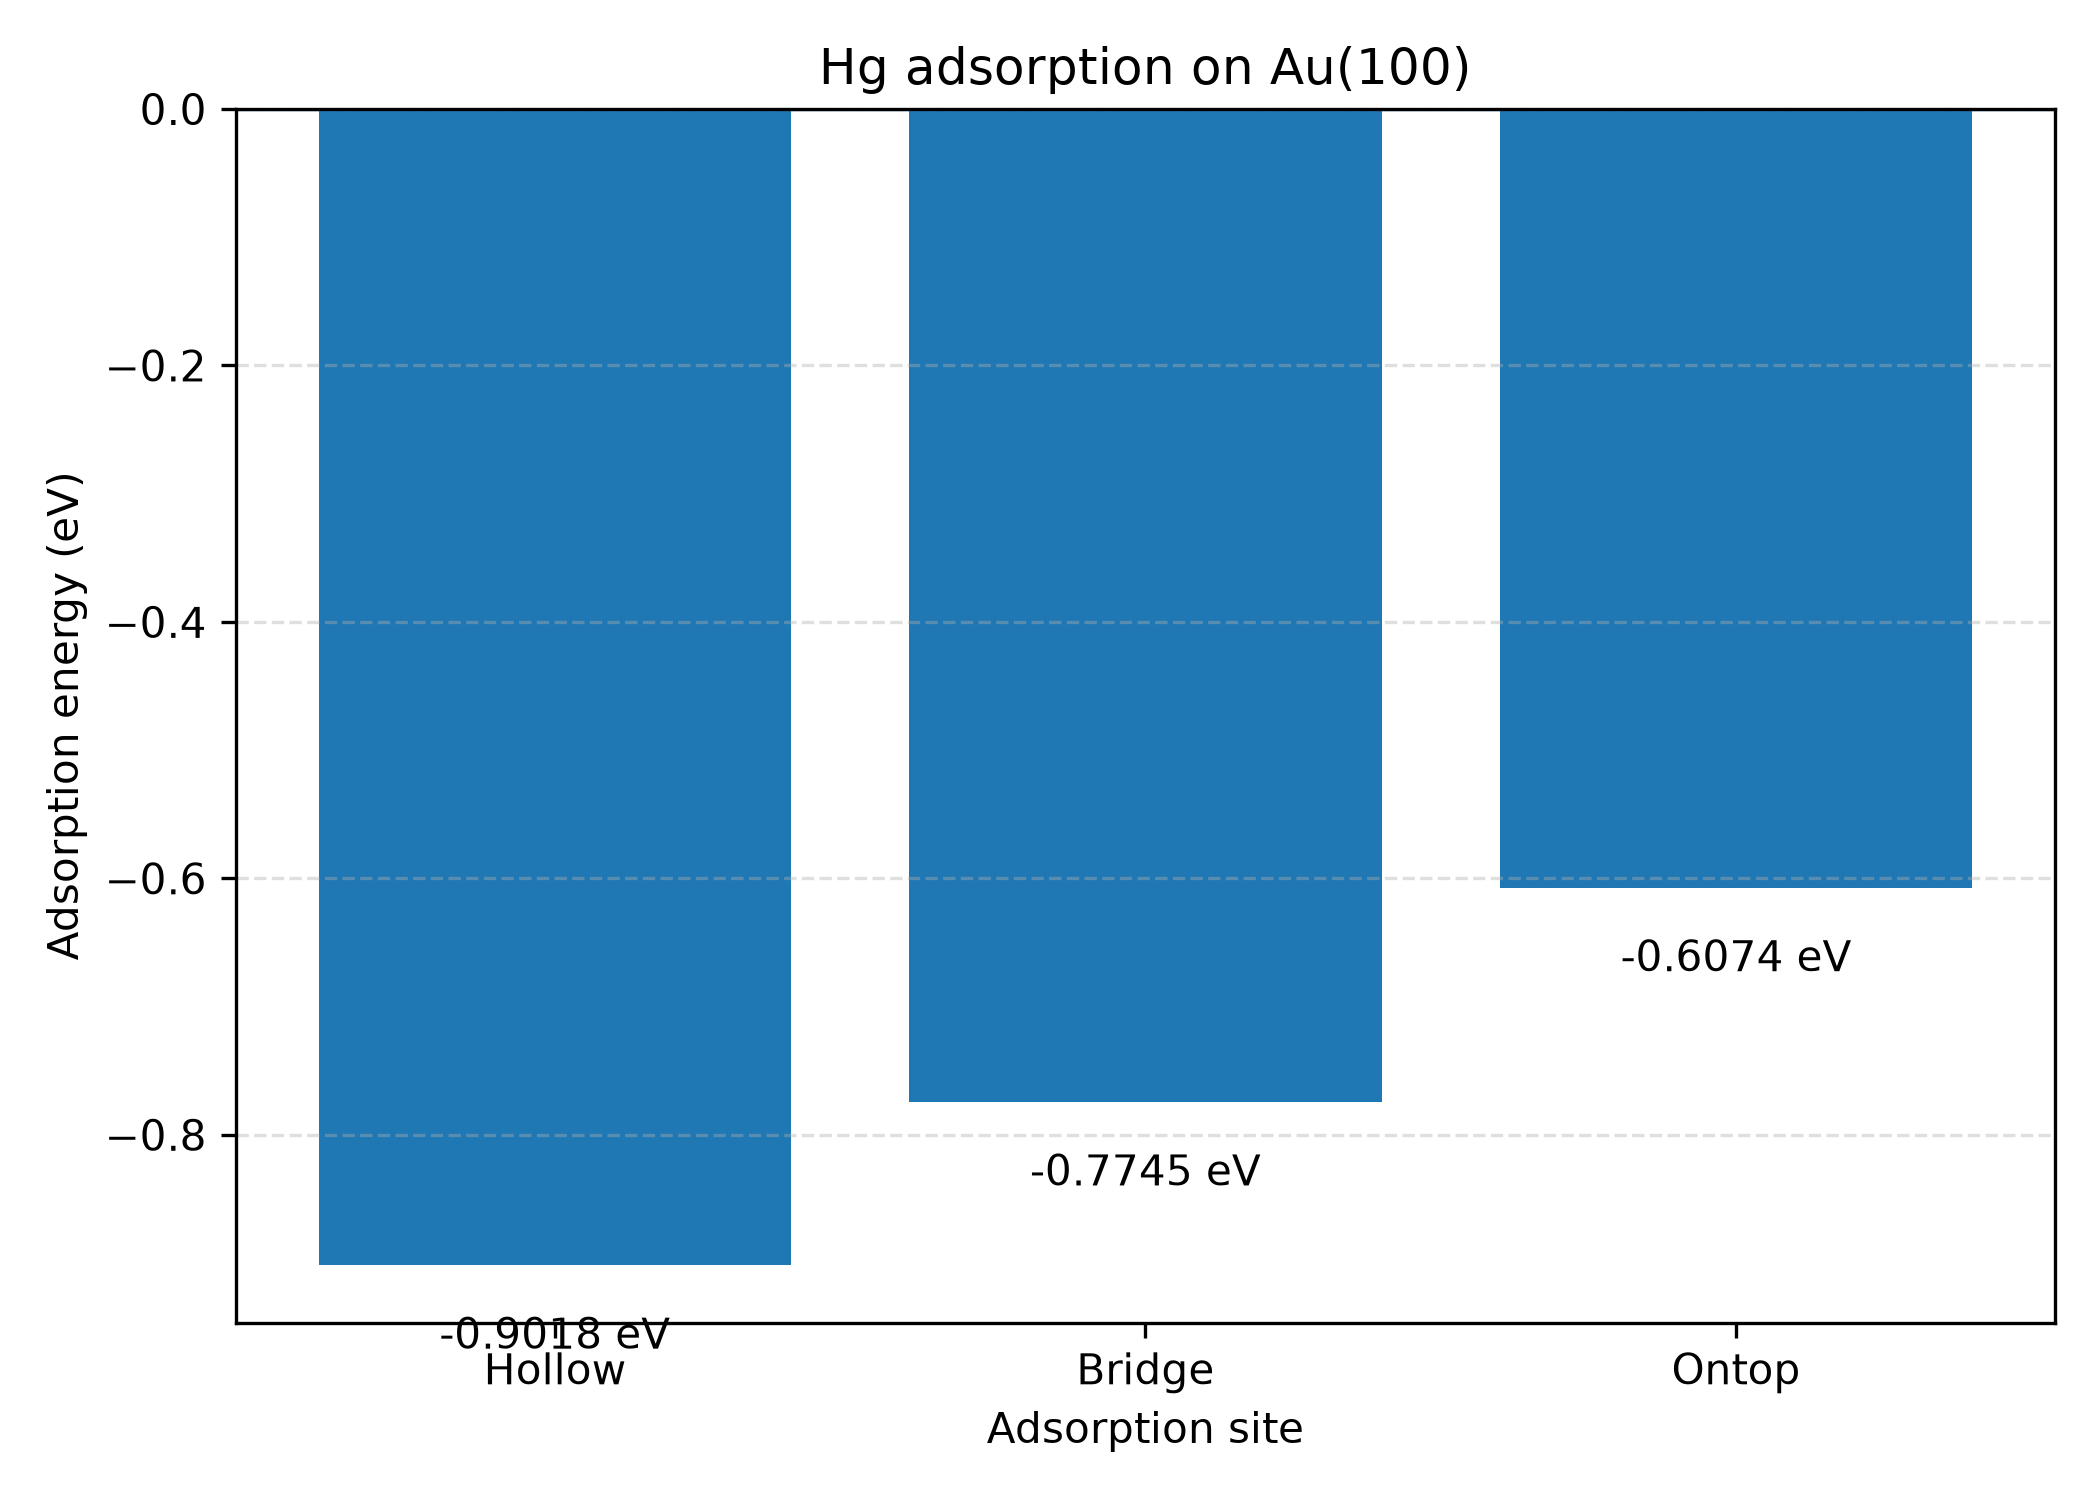 Hg adsorption on Au(100)
0.0
−0.2
−0.4
−0.6
−0.8
Adsorption energy (eV)
-0.6074 eV
-0.7745 eV
-0.9018 eV
Hollow Bridge Ontop
Adsorption site